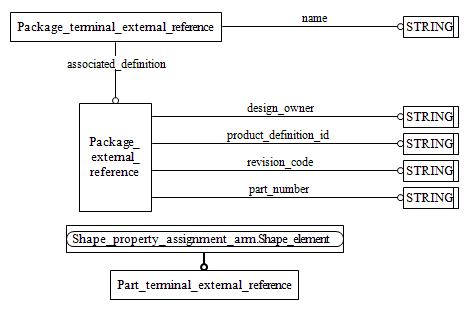 Package_terminal_external_reference
name
STRING
associated_definition
Package_
external_
reference
design_owner
STRING
product_definition_id
STRING
revision_code
STRING
part_number
STRING
Shape_property_assignment_arm.Shape_element
Part_terminal_external_reference